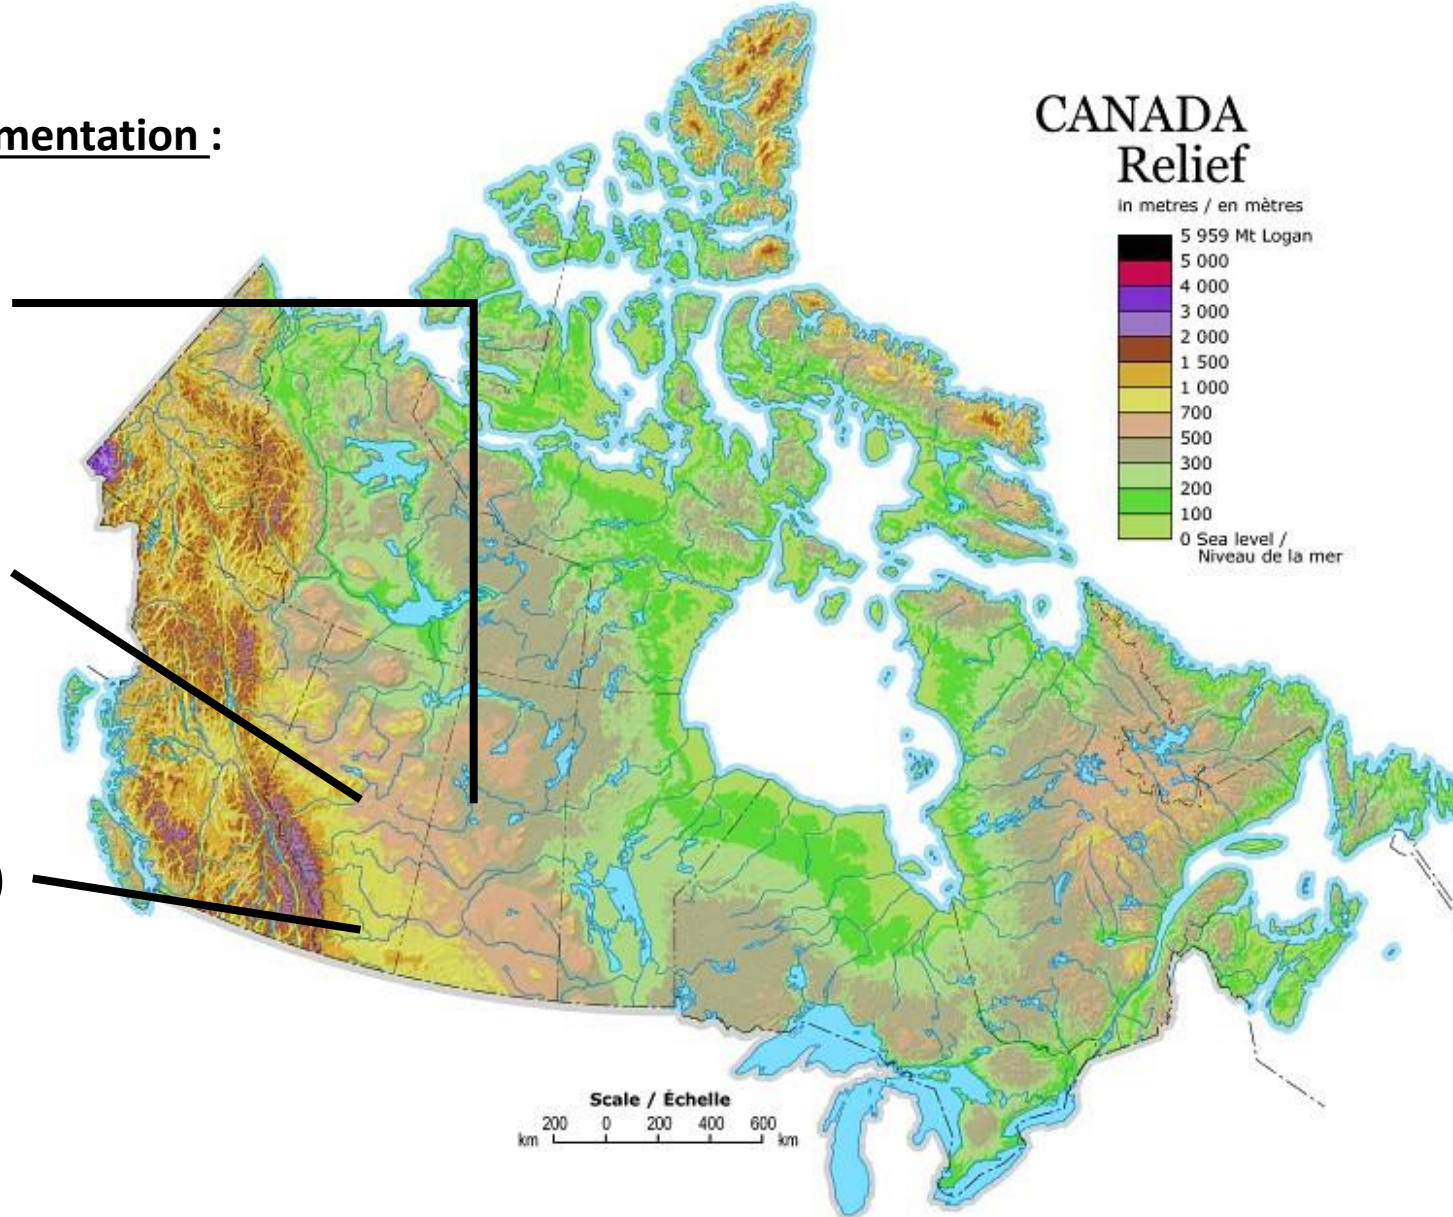 mentation :
CANADA
Relief
in metres / en mètres
5 959 Mt Logan
5 000
4 000
3 000
2 000
1 500
1 000
700
500
300
200
100
0 Sea level /
Niveau de la mer
)
Scale / Échelle
200 0 200 400 600
km km